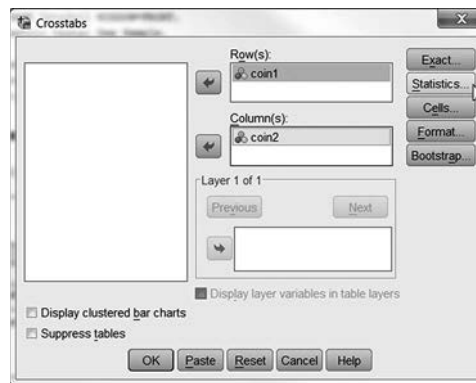 Crosstabs
X
Row(s):
coin1
Column(s):
coin2
Exact...
Statistics...
Cells...
Format...
Bootstrap...
Layer 1 of 1
Previous
Next
Display layer variables in table layers
Display clustered bar charts
Suppress tables
OK Paste Reset Cancel Help